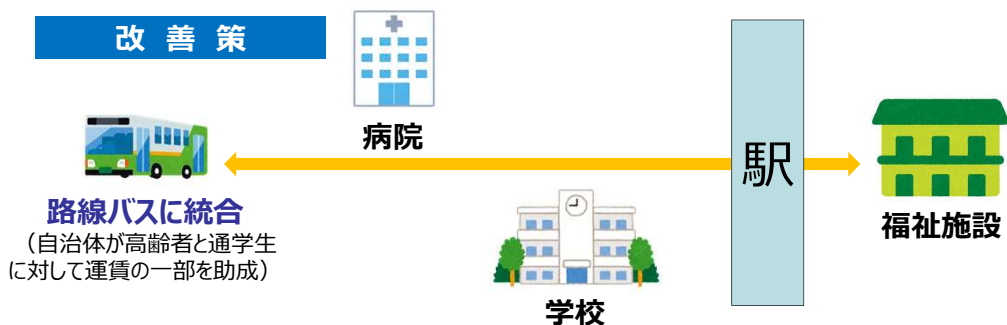 改善策
病院
駅
路線バスに統合
（自治体が高齢者と通学生
に対して運賃の一部を助成）
福祉施設
学校